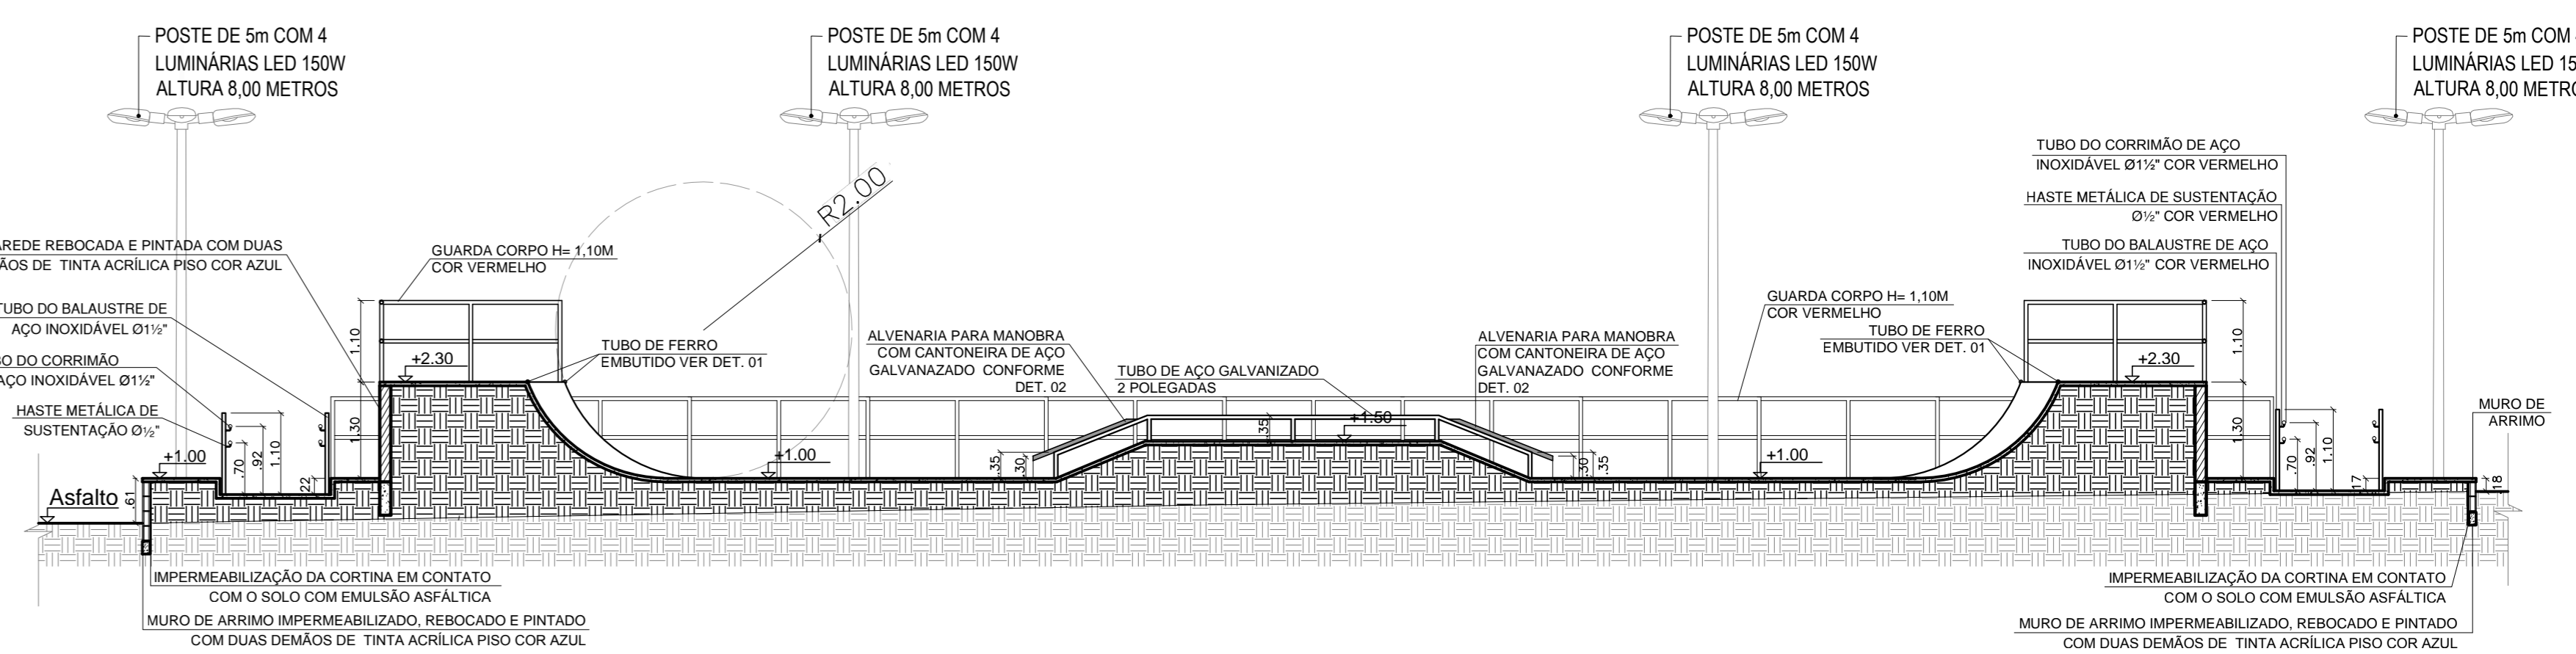 POSTE DE 5m COM 4
LUMINÁRIAS LED 150W
ALTURA 8,00 METROS
POSTE DE 5m COM 4
LUMINÁRIAS LED 150W
ALTURA 8,00 METROS
POSTE DE 5m COM 4
LUMINÁRIAS LED 150W
ALTURA 8,00 METROS
POSTE DE 5m COM
LUMINÁRIAS LED 15
ALTURA 8,00 METR
TUBO DO CORRIMÃO DE AÇO
INOXIDÁVEL Ø1½" COR VERMELHO
HASTE METÁLICA DE SUSTENTAÇÃO
Ø½" COR VERMELHO
TUBO DO BALAUSTRE DE AÇO
INOXIDÁVEL Ø1½" COR VERMELHO
R2.00
AREDE REBOCADA E PINTADA COM DUAS
ÃOS DE TINTA ACRÍLICA PISO COR AZUL
GUARDA CORPO H= 1,10M
COR VERMELHO
TUBO DO BALAUSTRE DE
AÇO INOXIDÁVEL Ø1½"
BO DO CORRIMÃO
AÇO INOXIDÁVEL Ø1½"
HASTE METÁLICA DE
SUSTENTAÇÃO Ø½"
TUBO DE FERRO
EMBUTIDO VER DET. 01
ALVENARIA PARA MANOBRA
COM CANTONEIRA DE AÇO
GALVANAZADO CONFORME
DET. 02
TUBO DE AÇO GALVANIZADO
2 POLEGADAS
ALVENARIA PARA MANOBRA
COM CANTONEIRA DE AÇO
GALVANAZADO CONFORME
DET. 02
GUARDA CORPO H= 1,10M
COR VERMELHO
TUBO DE FERRO
EMBUTIDO VER DET. 01
MURO DE
ARRIMO
1.10
+2.30
1.30
+1.00
.70
.92
1.10
.22
.61
Asfalto
+1.00
.35
.30
.35
+1.50
.30
.35
+1.00
+2.30
1.10
1.30
.70
.92
1.10
17
18
IMPERMEABILIZAÇÃO DA CORTINA EM CONTATO
COM O SOLO COM EMULSÃO ASFÁLTICA
MURO DE ARRIMO IMPERMEABILIZADO, REBOCADO E PINTADO
COM DUAS DEMÃOS DE TINTA ACRÍLICA PISO COR AZUL
IMPERMEABILIZAÇÃO DA CORTINA EM CONTATO
COM O SOLO COM EMULSÃO ASFÁLTICA
MURO DE ARRIMO IMPERMEABILIZADO, REBOCADO E PINTADO
COM DUAS DEMÃOS DE TINTA ACRÍLICA PISO COR AZUL